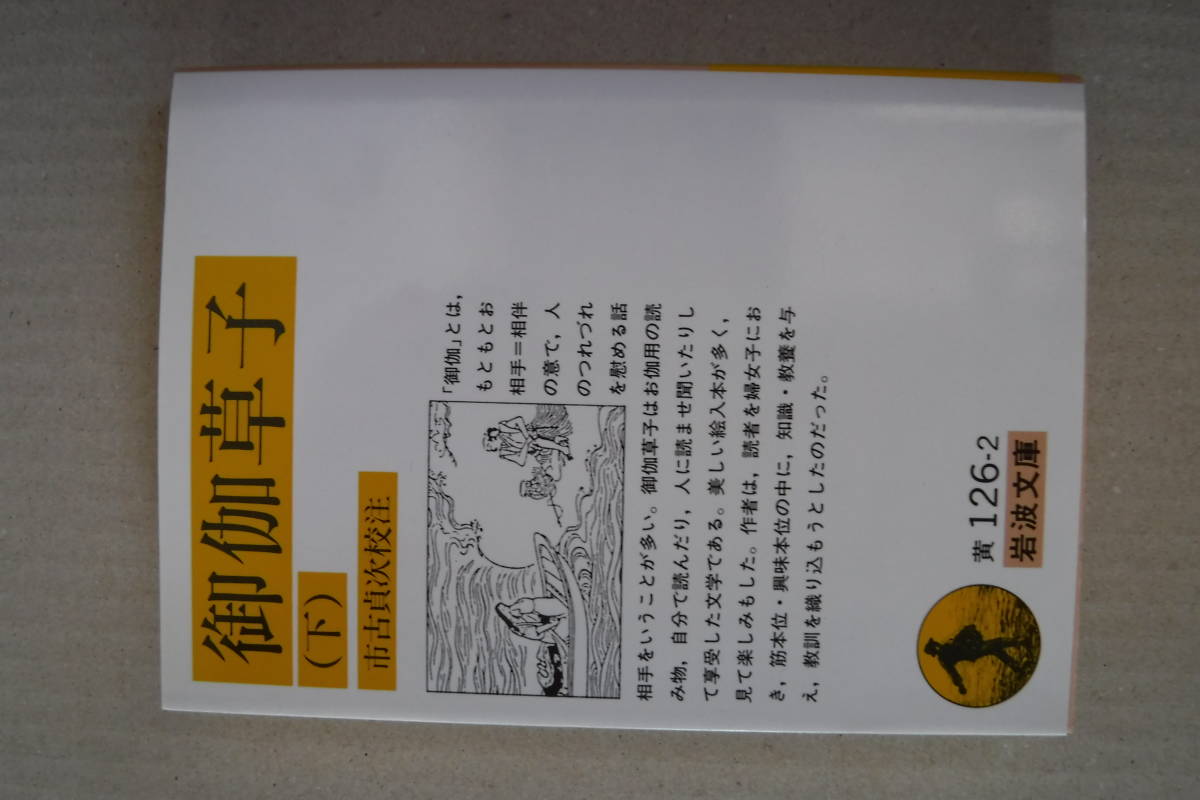 御伽草子
(下)
市古貞次校注
「御伽」とは,
もともとお
相手＝相伴
の意で, 人
のつれづれ
を慰める話
相手をいうことが多い。御伽草子はお伽用の読
み物, 自分で読んだり, 人に読ませ聞いたりし
て享受した文学である。美しい絵入本が多く,
見て楽しみもした。作者は, 読者を婦女子にお
き, 筋本位・興味本位の中に, 知識・教養を与
え, 教訓を織り込もうとしたのだった。
黄 126-2
岩波文庫